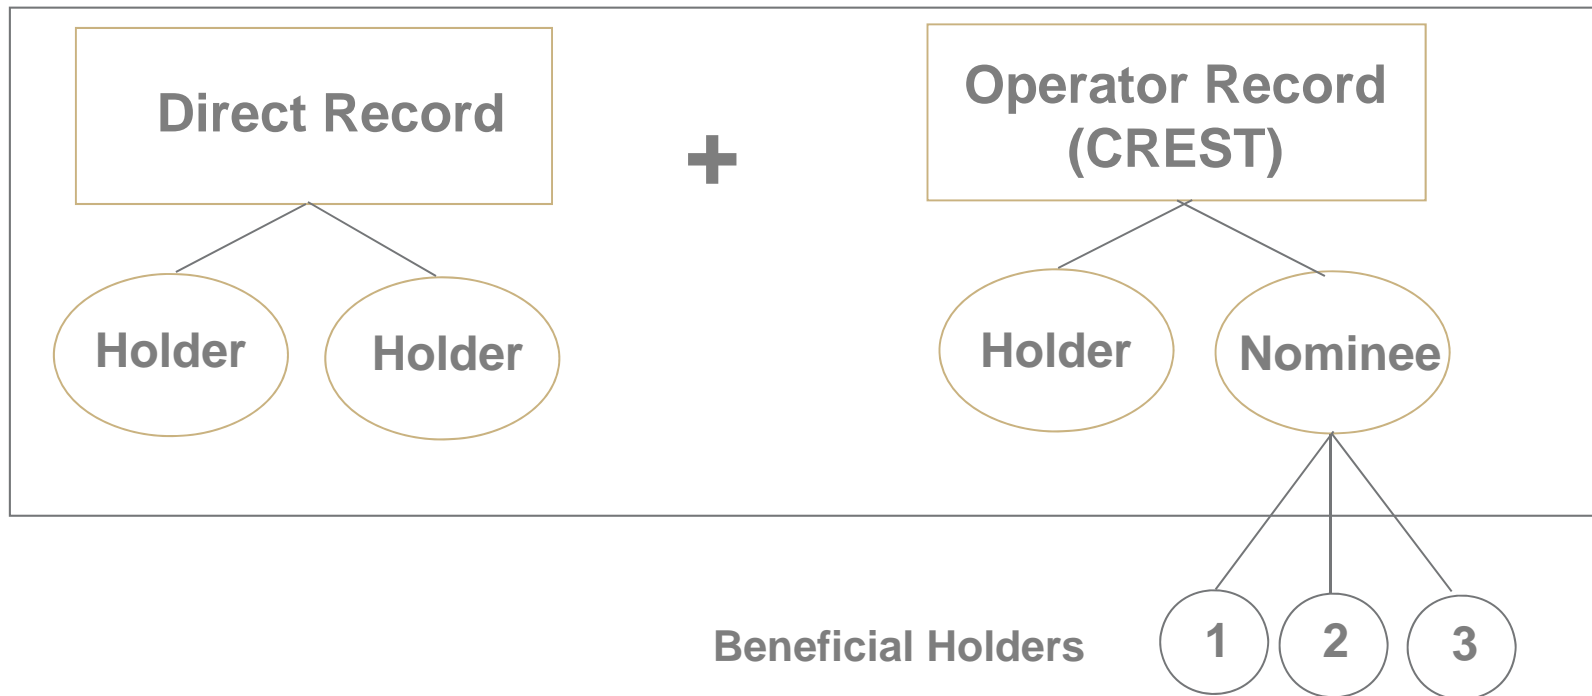 Direct Record
+
Operator Record
(CREST)
Holder
Holder
Holder
Nominee
Beneficial Holders
1
2
3